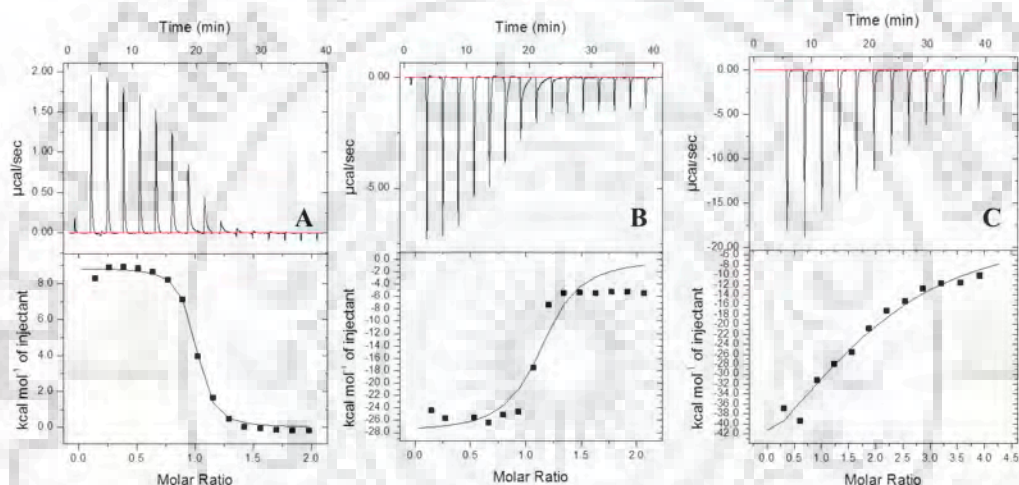 Time (min)
0 10 20 30 40
2.00
1.50
1.00
0.50
0.00
µcal/sec
A
8.0
4.0
0.0
kcal mol⁻¹ of injectant
0.0 0.5 1.0 1.5 2.0
Molar Ratio
Time (min)
0 10 20 30 40
0.00
-5.00
µcal/sec
B
0.0
-2.0
-4.0
-6.0
-8.0
-10.0
-12.0
-14.0
-16.0
-18.0
-20.0
-22.0
-24.0
-26.0
-28.0
kcal mol⁻¹ of injectant
0.0 0.5 1.0 1.5 2.0
Molar Ratio
Time (min)
0 10 20 30 40
0.00
-5.00
-10.00
-15.00
-20.00
µcal/sec
C
-6.0
-8.0
-10.0
-12.0
-14.0
-16.0
-18.0
-20.0
-22.0
-24.0
-26.0
-28.0
-30.0
-32.0
-34.0
-36.0
-38.0
-40.0
-42.0
kcal mol⁻¹ of injectant
0.0 0.5 1.0 1.5 2.0 2.5 3.0 3.5 4.0 4.5
Molar Ratio